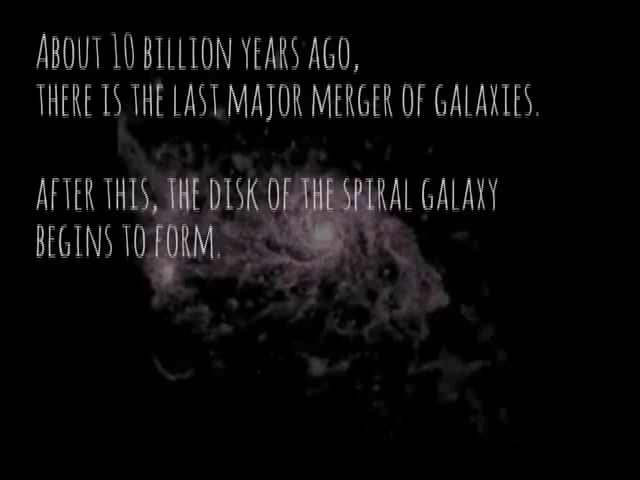 About 10 billion years ago,
there is the last major merger of galaxies.
after this, the disk of the spiral galaxy
begins to form.